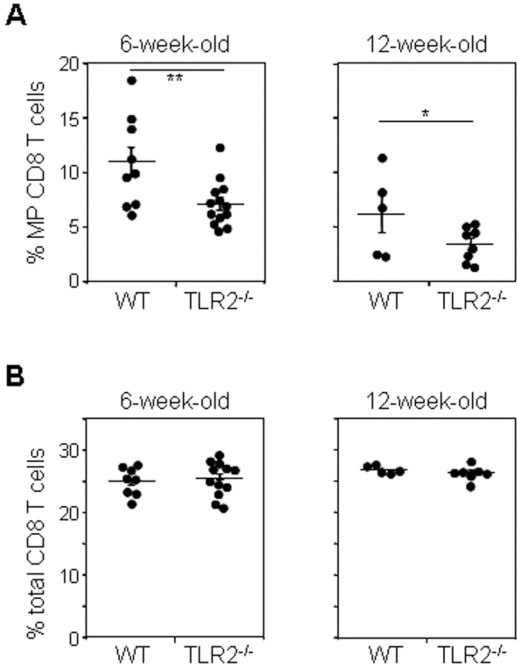 A
6-week-old 12-week-old
% MP CD8 T cells
20
15
10
5
0
**
*
WT TLR2-/- WT TLR2-/-
B
6-week-old 12-week-old
% total CD8 T cells
30
20
10
0
WT TLR2-/- WT TLR2-/-